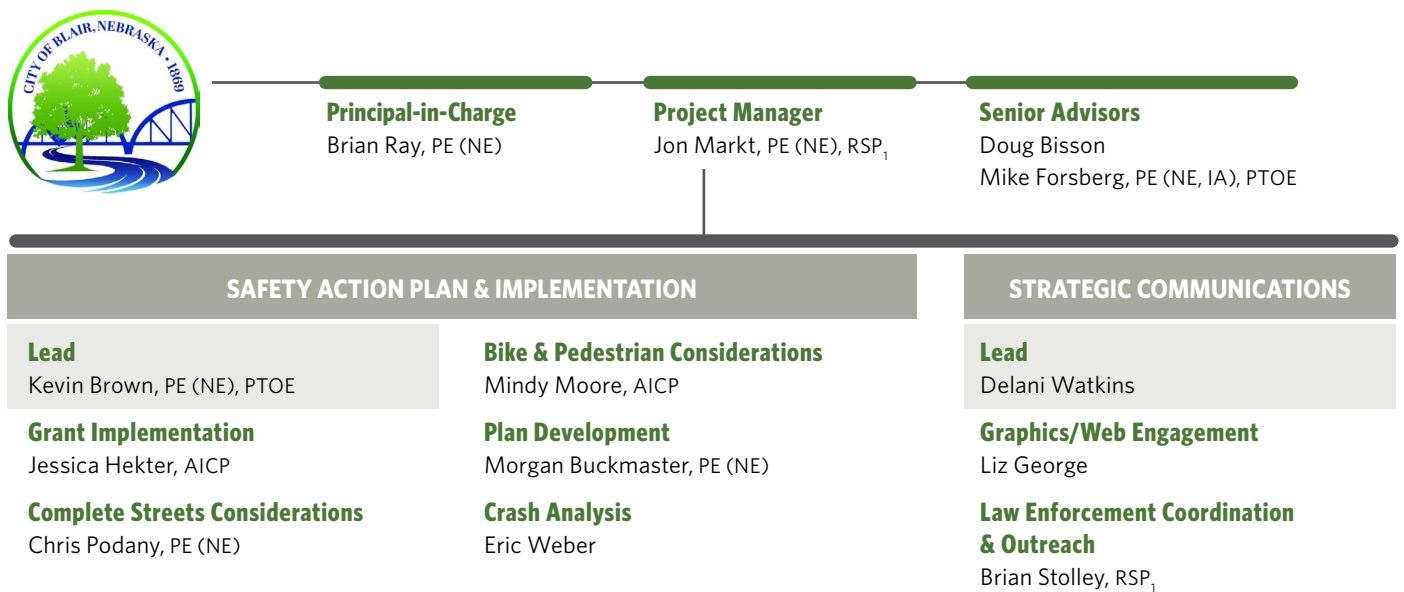 CITY OF BLAIR, NEBRASKA • 1869
Principal-in-Charge
Brian Ray, PE (NE)
Project Manager
Jon Markt, PE (NE), RSP₁
Senior Advisors
Doug Bisson
Mike Forsberg, PE (NE, IA), PTOE
SAFETY ACTION PLAN & IMPLEMENTATION
Lead
Kevin Brown, PE (NE), PTOE
Grant Implementation
Jessica Hekter, AICP
Complete Streets Considerations
Chris Podany, PE (NE)
Bike & Pedestrian Considerations
Mindy Moore, AICP
Plan Development
Morgan Buckmaster, PE (NE)
Crash Analysis
Eric Weber
STRATEGIC COMMUNICATIONS
Lead
Delani Watkins
Graphics/Web Engagement
Liz George
Law Enforcement Coordination
& Outreach
Brian Stolley, RSP₁